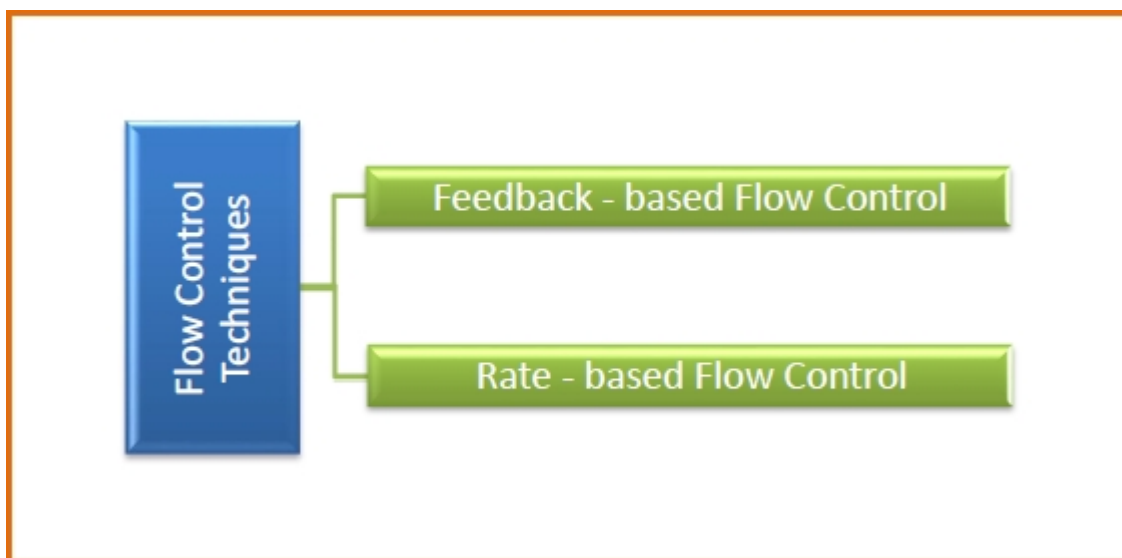 Flow Control
Techniques
Feedback - based Flow Control
Rate - based Flow Control